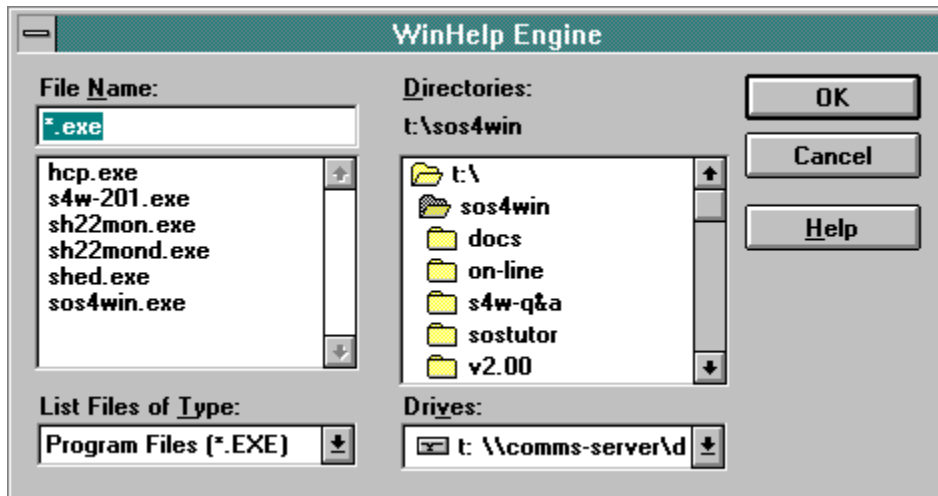 WinHelp Engine
File Name:
*.exe
hcp.exe
s4w-201.exe
sh22mon.exe
sh22mond.exe
shed.exe
sos4win.exe
List Files of Type:
Program Files (*.EXE)
Directories:
t:\sos4win
t:\
sos4win
docs
on-line
s4w-q&a
sostutor
v2.00
Drives:
t: \\comms-server\d
OK
Cancel
Help